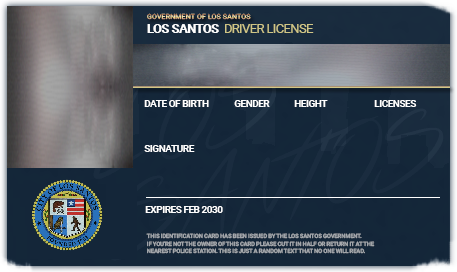 GOVERNMENT OF LOS SANTOS
LOS SANTOS DRIVER LICENSE
DATE OF BIRTH GENDER HEIGHT LICENSES
SIGNATURE
EXPIRES FEB 2030
THIS IDENTIFICATION CARD HAS BEEN ISSUED BY THE LOS SANTOS GOVERNMENT.
IF YOU'RE NOT THE OWNER OF THIS CARD PLEASE CUT IT IN HALF OR RETURN IT AT THE
NEAREST POLICE STATION. THIS IS JUST A RANDOM TEXT THAT NO ONE WILL READ.